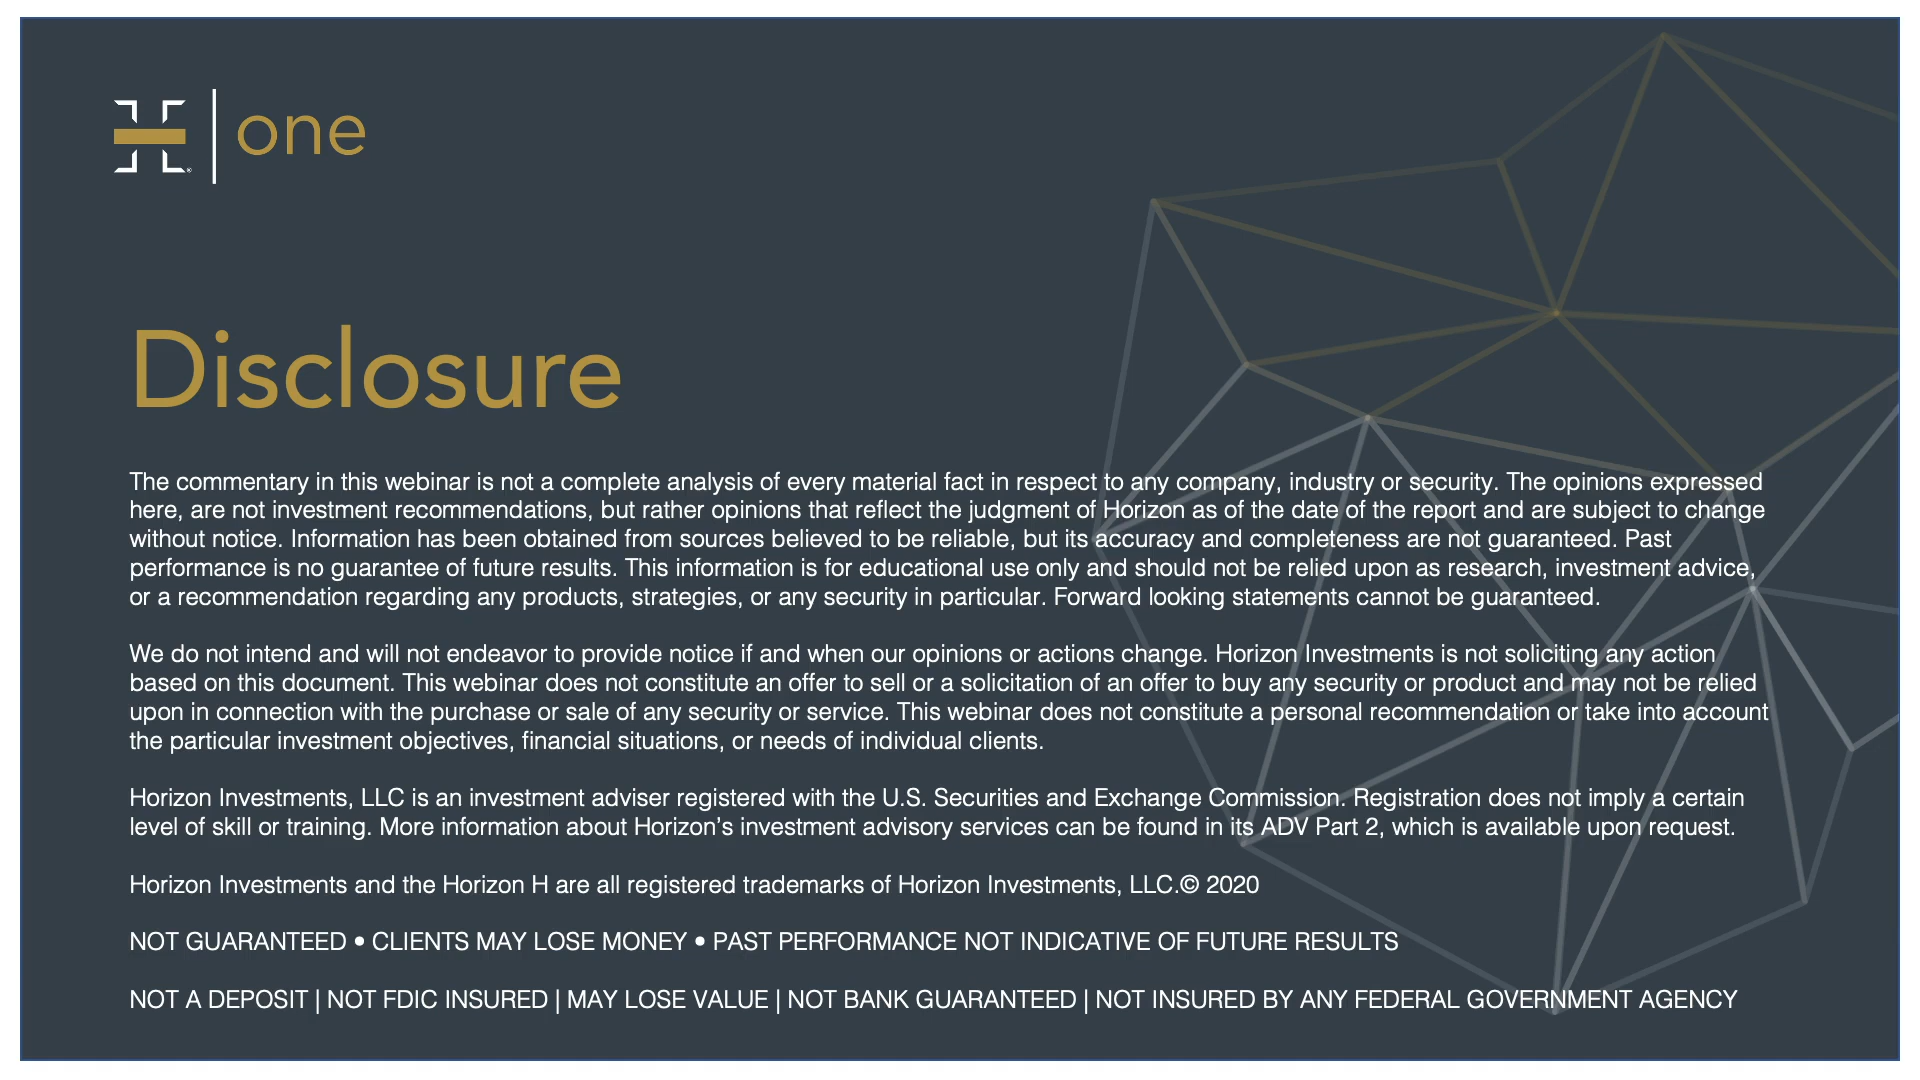 one
Disclosure
The commentary in this webinar is not a complete analysis of every material fact in respect to any company, industry or security. The opinions expressed
here, are not investment recommendations, but rather opinions that reflect the judgment of Horizon as of the date of the report and are subject to change
without notice. Information has been obtained from sources believed to be reliable, but its accuracy and completeness are not guaranteed. Past
performance is no guarantee of future results. This information is for educational use only and should not be relied upon as research, investment advice,
or a recommendation regarding any products, strategies, or any security in particular. Forward looking statements cannot be guaranteed.
We do not intend and will not endeavor to provide notice if and when our opinions or actions change. Horizon Investments is not soliciting any action
based on this document. This webinar does not constitute an offer to sell or a solicitation of an offer to buy any security or product and may not be relied
upon in connection with the purchase or sale of any security or service. This webinar does not constitute a personal recommendation or take into account
the particular investment objectives, financial situations, or needs of individual clients.
Horizon Investments, LLC is an investment adviser registered with the U.S. Securities and Exchange Commission. Registration does not imply a certain
level of skill or training. More information about Horizon’s investment advisory services can be found in its ADV Part 2, which is available upon request.
Horizon Investments and the Horizon H are all registered trademarks of Horizon Investments, LLC.© 2020
NOT GUARANTEED • CLIENTS MAY LOSE MONEY • PAST PERFORMANCE NOT INDICATIVE OF FUTURE RESULTS
NOT A DEPOSIT | NOT FDIC INSURED | MAY LOSE VALUE | NOT BANK GUARANTEED | NOT INSURED BY ANY FEDERAL GOVERNMENT AGENCY